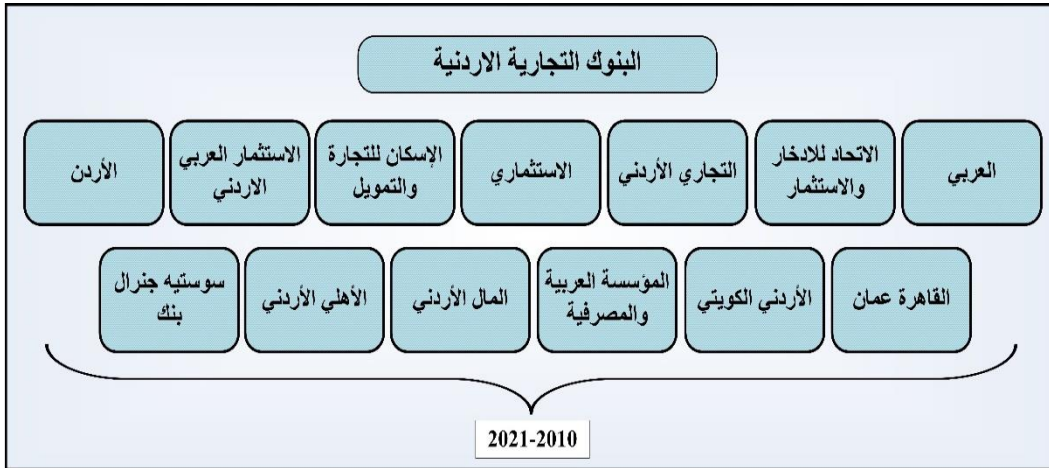 البنوك التجارية الاردنية
العربي
الاتحاد للادخار
والاستثمار
التجاري الأردني
الاستثماري
الإسكان للتجارة
والتمويل
الاستثمار العربي
الاردني
الأردن
القاهرة عمان
الأردني الكويتي
المؤسسة العربية
والمصرفية
المال الأردني
الأهلي الأردني
سوستيه جنرال
بنك
2021-2010